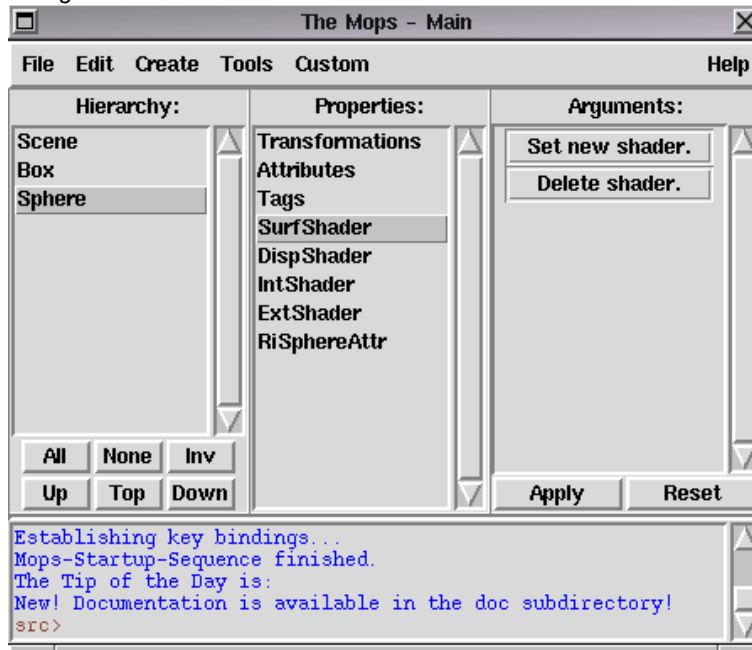 The Mops - Main
File Edit Create Tools Custom Help
Hierarchy:
Scene
Box
Sphere
All None Inv
Up Top Down
Properties:
Transformations
Attributes
Tags
SurfShader
DispShader
IntShader
ExtShader
RiSphereAttr
Arguments:
Set new shader.
Delete shader.
Apply Reset
Establishing key bindings...
Mops-Startup-Sequence finished.
The Tip of the Day is:
New! Documentation is available in the doc subdirectory!
src>